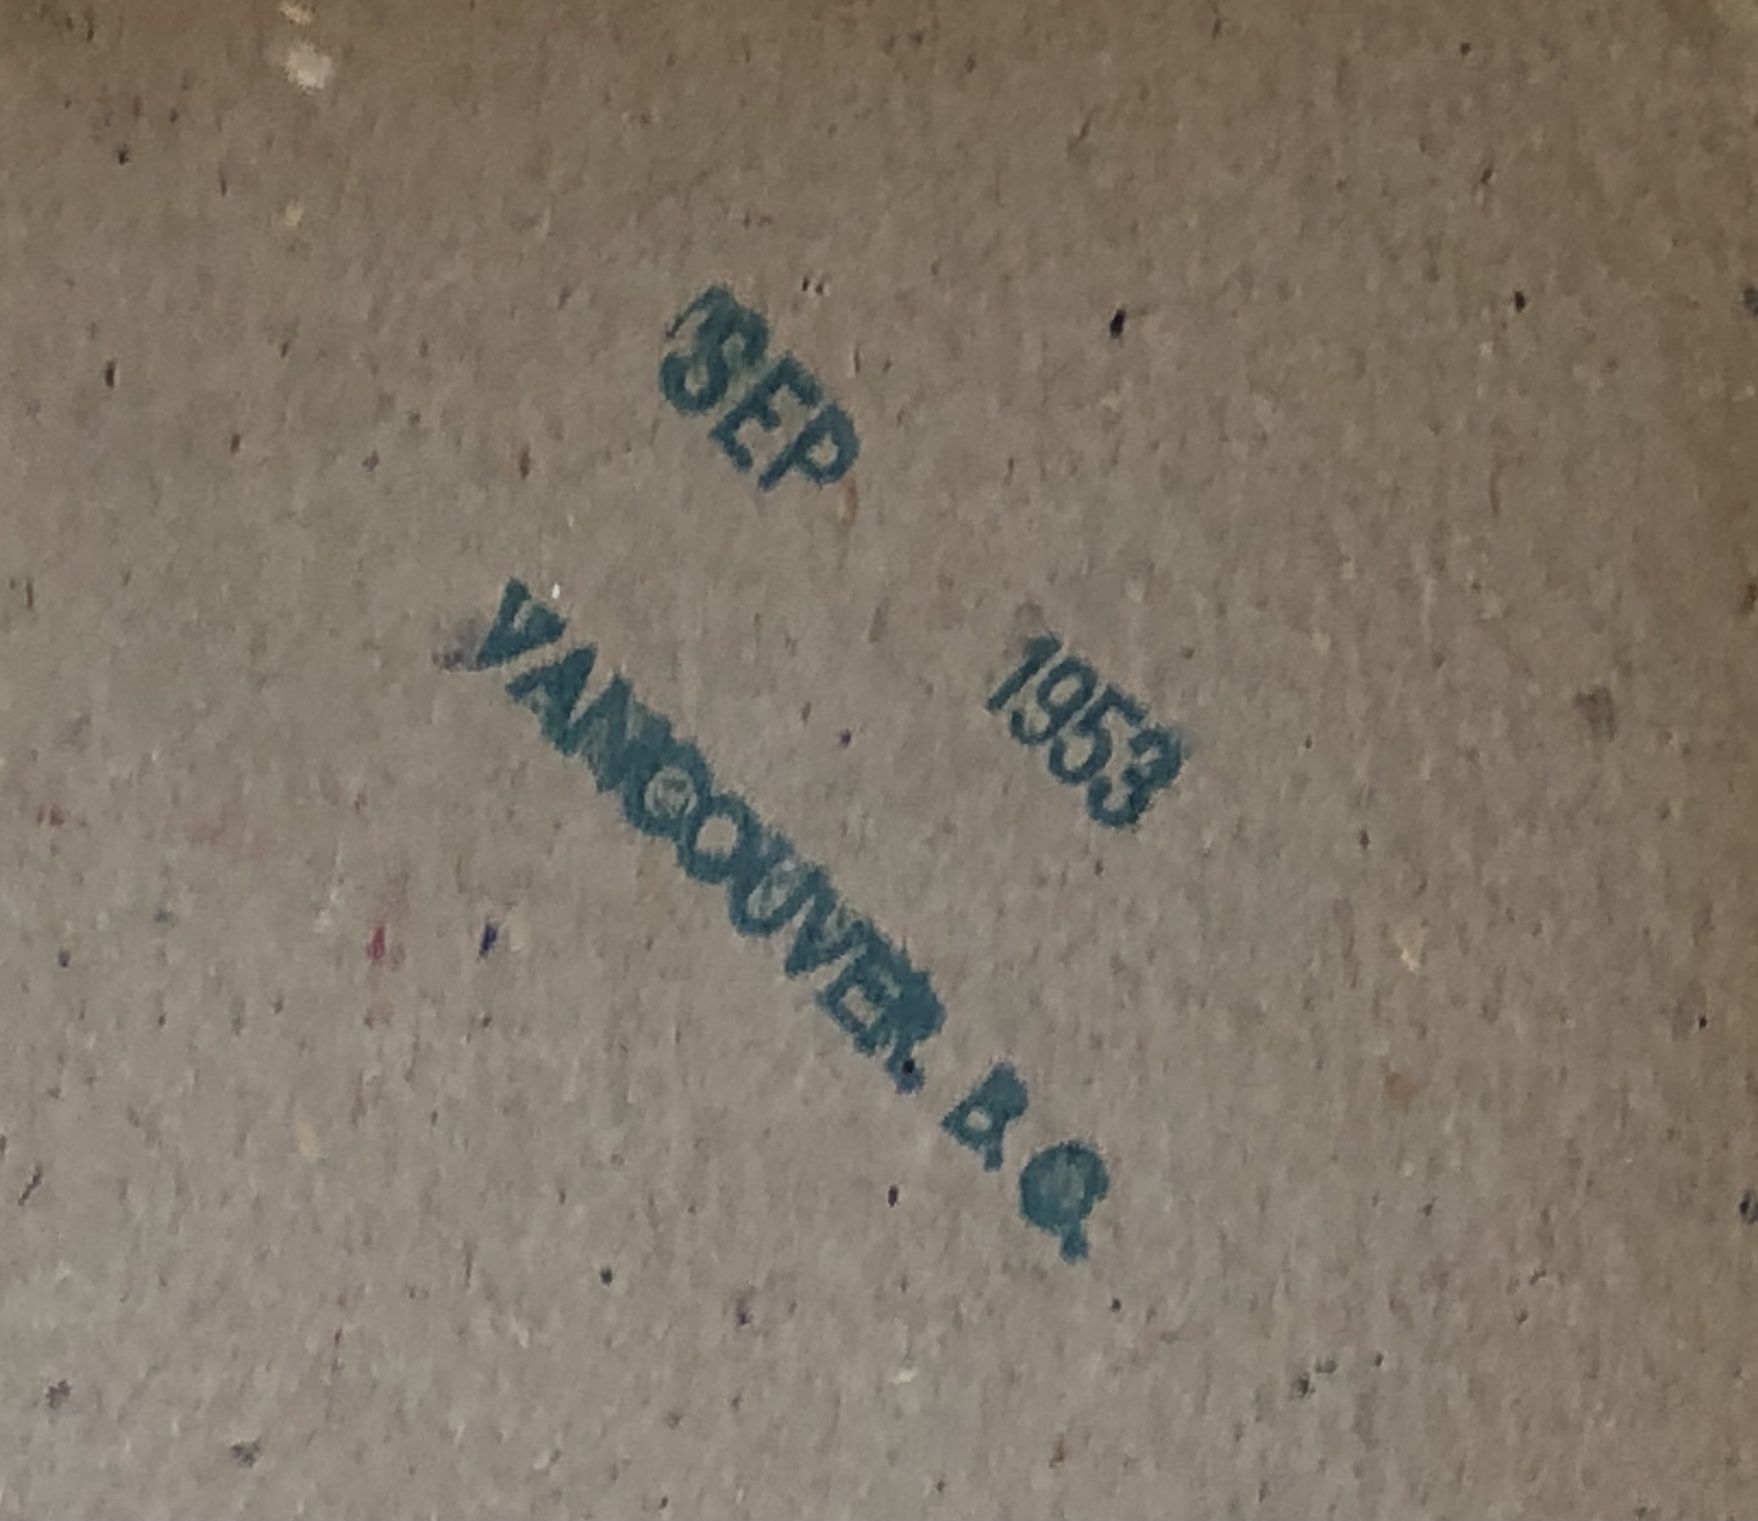 SEP 1953
VANCOUVER. B C